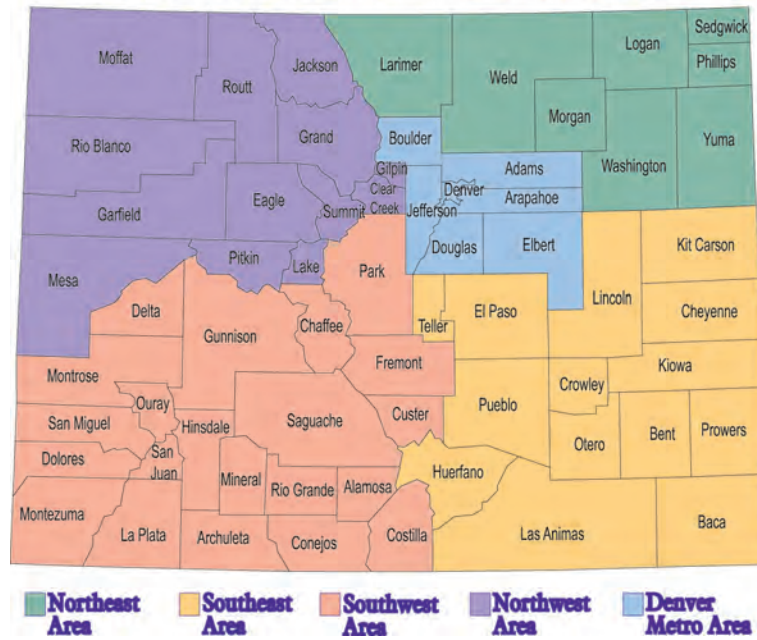 Moffat
Routt
Jackson
Larimer
Weld
Logan
Sedgwick
Phillips
Morgan
Rio Blanco
Grand
Boulder
Washington
Yuma
Gilpin
Clear
Creek
Adams
Denver
Arapahoe
Garfield
Eagle
Summit
Jefferson
Douglas
Elbert
Kit Carson
Mesa
Pitkin
Lake
Park
Lincoln
Delta
Gunnison
Chaffee
Teller
El Paso
Cheyenne
Montrose
Fremont
Crowley
Kiowa
Ouray
San Miguel
Hinsdale
Saguache
Custer
Pueblo
Otero
Bent
Prowers
Dolores
San
Juan
Mineral
Rio Grande
Alamosa
Huerfano
Montezuma
La Plata
Archuleta
Conejos
Costilla
Las Animas
Baca
Northeast
Area
Southeast
Area
Southwest
Area
Northwest
Area
Denver
Metro Area